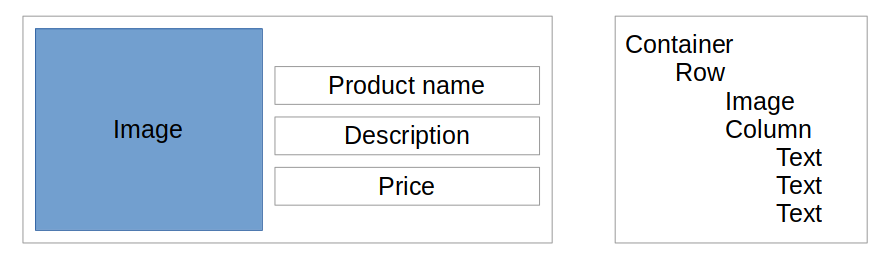 Image
Product name
Description
Price
Container
Row
Image
Column
Text
Text
Text